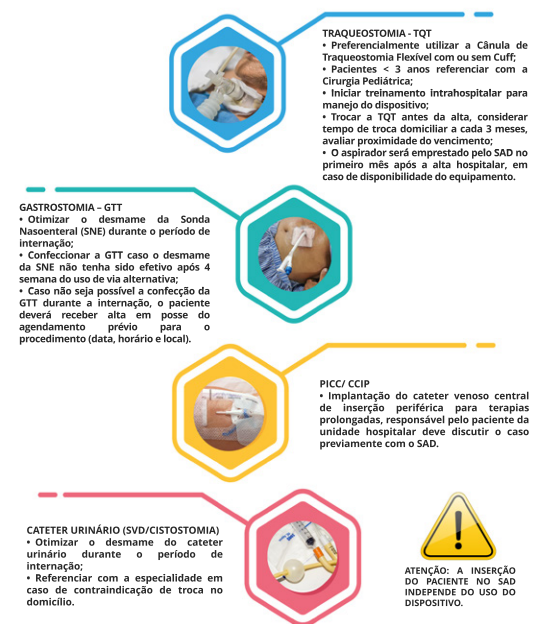 TRAQUEOSTOMIA - TQT
• Preferencialmente utilizar a Cânula de
Traqueostomia Flexível com ou sem Cuff;
• Pacientes < 3 anos referenciar com a
Cirurgia Pediátrica;
• Iniciar treinamento intrahospitalar para
manejo do dispositivo;
• Trocar a TQT antes da alta, considerar
tempo de troca domiciliar a cada 3 meses,
avaliar proximidade do vencimento;
• O aspirador será emprestado pelo SAD no
primeiro mês após a alta hospitalar, em
caso de disponibilidade do equipamento.
GASTROSTOMIA – GTT
• Otimizar o desmame da Sonda
Nasoenteral (SNE) durante o período de
internação;
• Confeccionar a GTT caso o desmame
da SNE não tenha sido efetivo após 4
semana do uso de via alternativa;
• Caso não seja possível a confecção da
GTT durante a internação, o paciente
deverá receber alta em posse do
agendamento prévio para o
procedimento (data, horário e local).
PICC/ CCIP
• Implantação do cateter venoso central
de inserção periférica para terapias
prolongadas, responsável pelo paciente da
unidade hospitalar deve discutir o caso
previamente com o SAD.
CATETER URINÁRIO (SVD/CISTOSTOMIA)
• Otimizar o desmame do cateter
urinário durante o período de
internação;
• Referenciar com a especialidade em
caso de contraindicação de troca no
domicílio.
ATENÇÃO: A INSERÇÃO
DO PACIENTE NO SAD
INDEPENDE DO USO DO
DISPOSITIVO.